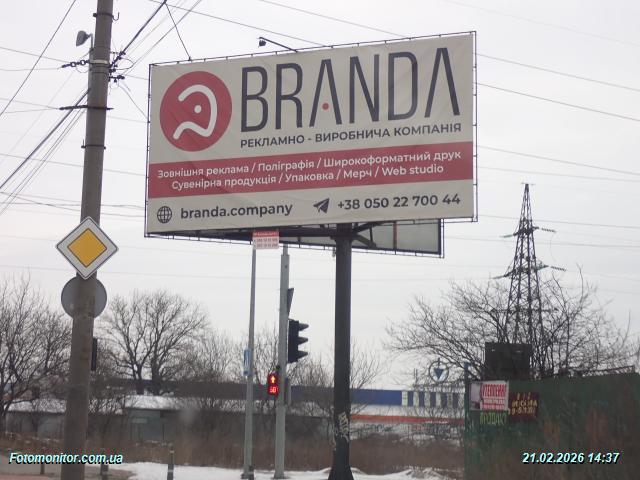 BRANDA
РЕКЛАМНО - ВИРОБНИЧА КОМПАНІЯ
Зовнішня реклама / Поліграфія / Широкоформатний друк
Сувенірна продукція / Упаковка / Мерч / Web studio
branda.company +38 050 22 700 44
Fotomonitor.com.ua
21.02.2026 14:37